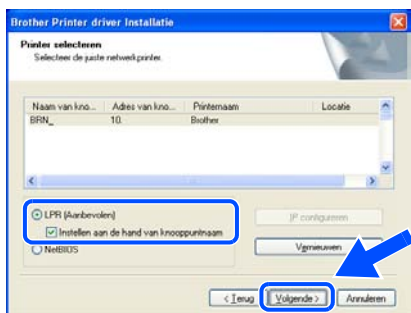 Brother Printer driver Installatie
Printer selecteren
Selecteer de juiste netwerkprinter.
Naam van kno... Adres van kno... Printernaam Locatie
BRN_ 10. Brother
LPR (Aanbevolen)
Instellen aan de hand van knooppuntnaam
NetBIOS
IP configureren
Vernieuwen
< Terug
Volgende >
Annuleren